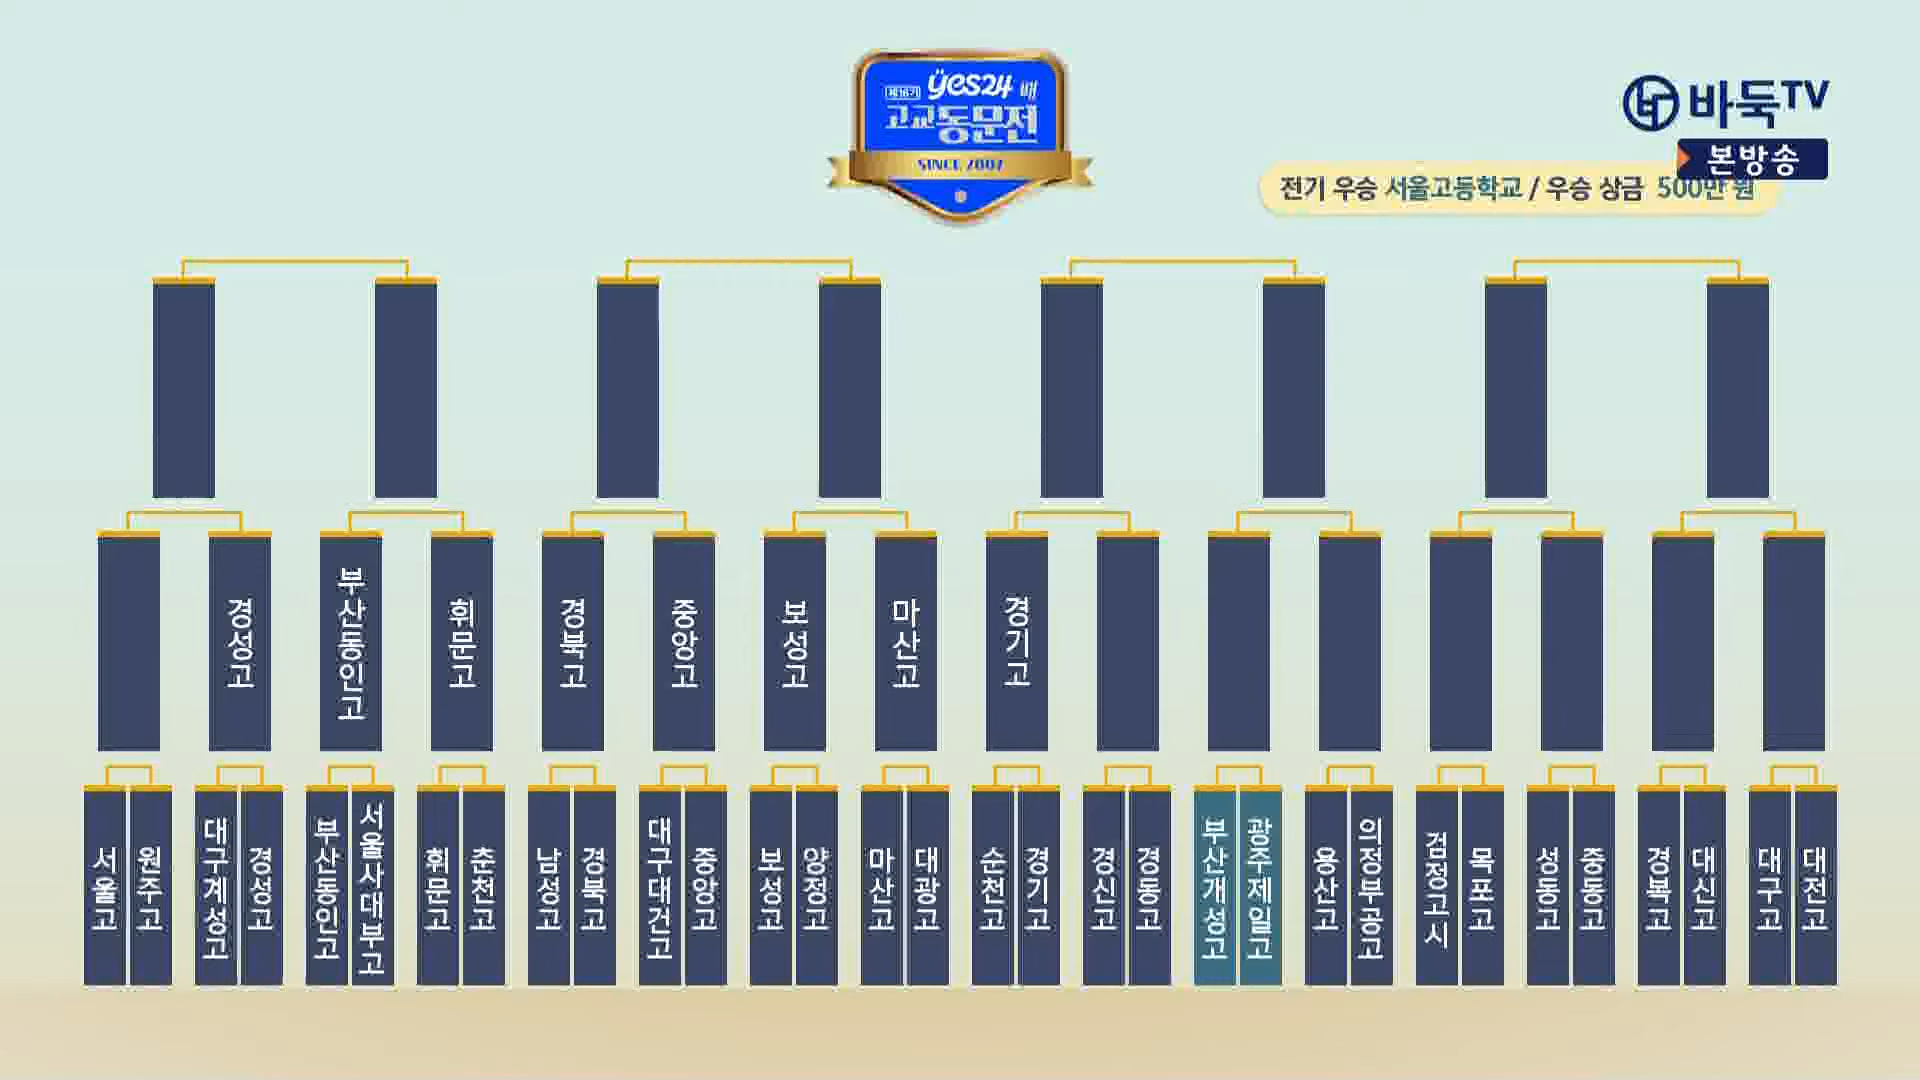 제16기 yes24 배
고교동문전
SINCE 2007
바둑TV
본방송
전기 우승 서울고등학교 / 우승 상금 500만 원
경성고
부산동인고
휘문고
경북고
중앙고
보성고
마산고
경기고
서울고
원주고
대구계성고
경성고
부산동인고
서울사대부고
휘문고
춘천고
남성고
경북고
대구대건고
중앙고
보성고
양정고
마산고
대광고
순천고
경기고
경신고
경동고
부산개성고
광주제일고
용산고
의정부공고
검정고시
목포고
성동고
중동고
경복고
대신고
대구고
대전고